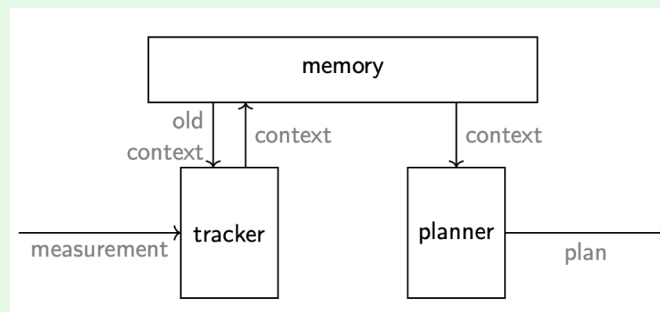 memory
old
context
context
context
tracker
planner
measurement
plan